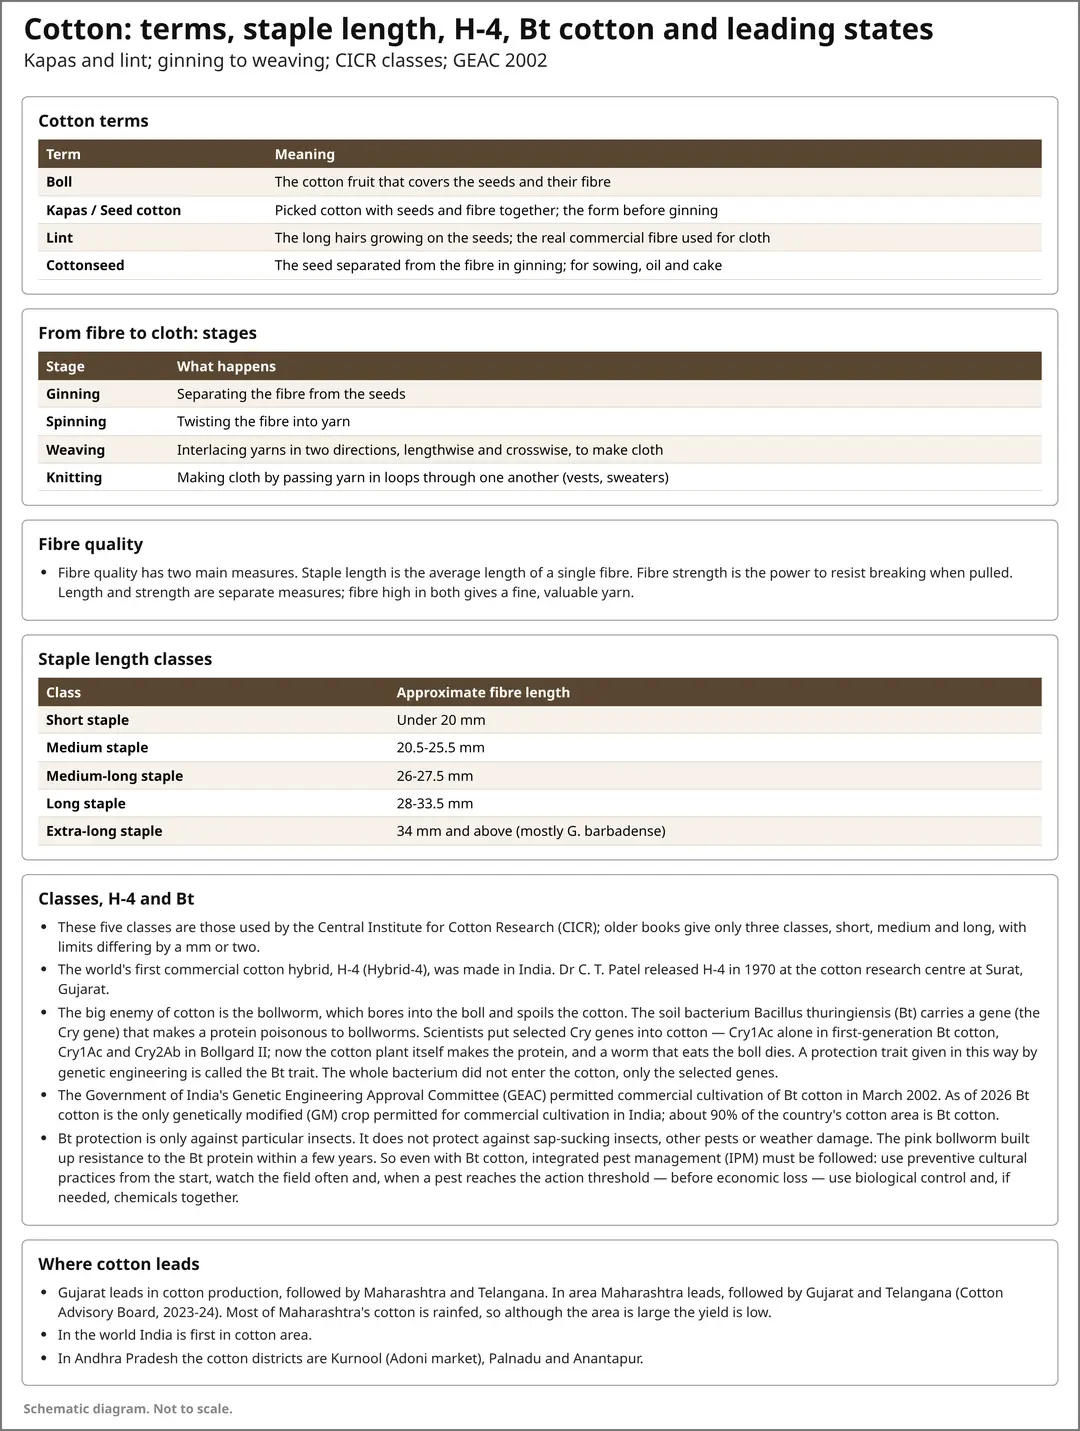 Cotton: terms, staple length, H-4, Bt cotton and leading states
Kapas and lint; ginning to weaving; CICR classes; GEAC 2002
Cotton terms
Term Meaning
Boll The cotton fruit that covers the seeds and their fibre
Kapas / Seed cotton Picked cotton with seeds and fibre together; the form before ginning
Lint The long hairs growing on the seeds; the real commercial fibre used for cloth
Cottonseed The seed separated from the fibre in ginning; for sowing, oil and cake
From fibre to cloth: stages
Stage What happens
Ginning Separating the fibre from the seeds
Spinning Twisting the fibre into yarn
Weaving Interlacing yarns in two directions, lengthwise and crosswise, to make cloth
Knitting Making cloth by passing yarn in loops through one another (vests, sweaters)
Fibre quality
• Fibre quality has two main measures. Staple length is the average length of a single fibre. Fibre strength is the power to resist breaking when pulled.
Length and strength are separate measures; fibre high in both gives a fine, valuable yarn.
Staple length classes
Class Approximate fibre length
Short staple Under 20 mm
Medium staple 20.5-25.5 mm
Medium-long staple 26-27.5 mm
Long staple 28-33.5 mm
Extra-long staple 34 mm and above (mostly G. barbadense)
Classes, H-4 and Bt
• These five classes are those used by the Central Institute for Cotton Research (CICR); older books give only three classes, short, medium and long, with
limits differing by a mm or two.
• The world's first commercial cotton hybrid, H-4 (Hybrid-4), was made in India. Dr C. T. Patel released H-4 in 1970 at the cotton research centre at Surat,
Gujarat.
• The big enemy of cotton is the bollworm, which bores into the boll and spoils the cotton. The soil bacterium Bacillus thuringiensis (Bt) carries a gene (the
Cry gene) that makes a protein poisonous to bollworms. Scientists put selected Cry genes into cotton — Cry1Ac alone in first-generation Bt cotton,
Cry1Ac and Cry2Ab in Bollgard II; now the cotton plant itself makes the protein, and a worm that eats the boll dies. A protection trait given in this way by
genetic engineering is called the Bt trait. The whole bacterium did not enter the cotton, only the selected genes.
• The Government of India's Genetic Engineering Approval Committee (GEAC) permitted commercial cultivation of Bt cotton in March 2002. As of 2026 Bt
cotton is the only genetically modified (GM) crop permitted for commercial cultivation in India; about 90% of the country's cotton area is Bt cotton.
• Bt protection is only against particular insects. It does not protect against sap-sucking insects, other pests or weather damage. The pink bollworm built
up resistance to the Bt protein within a few years. So even with Bt cotton, integrated pest management (IPM) must be followed: use preventive cultural
practices from the start, watch the field often and, when a pest reaches the action threshold — before economic loss — use biological control and, if
needed, chemicals together.
Where cotton leads
• Gujarat leads in cotton production, followed by Maharashtra and Telangana. In area Maharashtra leads, followed by Gujarat and Telangana (Cotton
Advisory Board, 2023-24). Most of Maharashtra's cotton is rainfed, so although the area is large the yield is low.
• In the world India is first in cotton area.
• In Andhra Pradesh the cotton districts are Kurnool (Adoni market), Palnadu and Anantapur.
Schematic diagram. Not to scale.